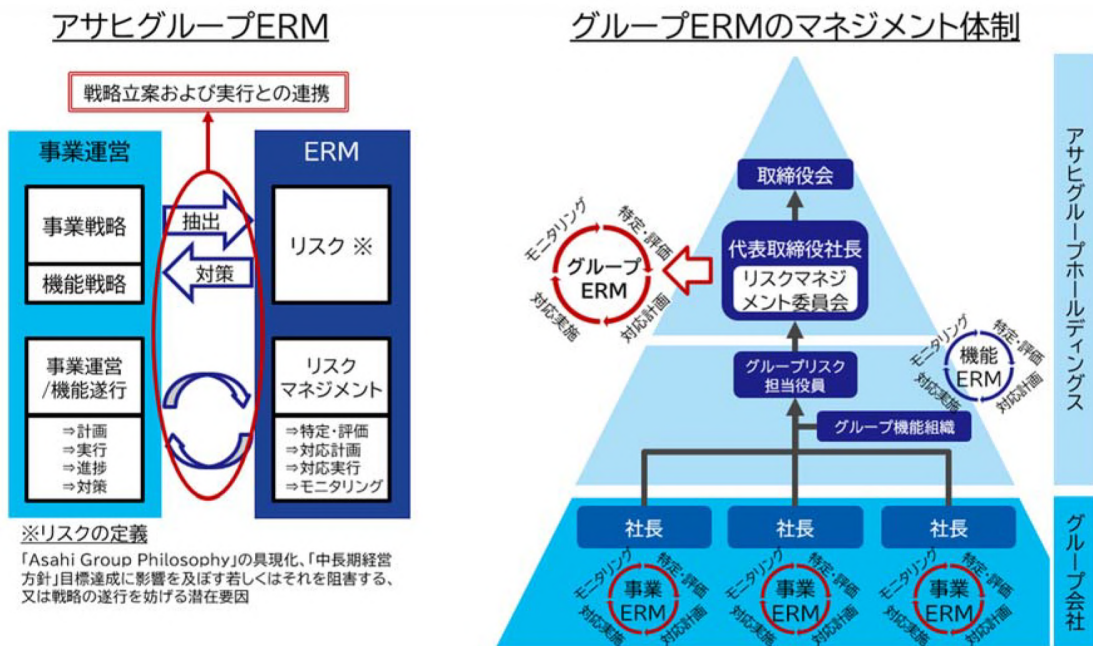 アサヒグループERM
戦略立案および実行との連携
事業運営
ERM
事業戦略
機能戦略
抽出
対策
リスク ※
事業運営
/機能遂行
⇒計画
⇒実行
⇒進捗
⇒対策
リスク
マネジメント
⇒特定・評価
⇒対応計画
⇒対応実行
⇒モニタリング
※リスクの定義
「Asahi Group Philosophy」の具現化、「中長期経営
方針」目標達成に影響を及ぼす若しくはそれを阻害する、
又は戦略の遂行を妨げる潜在要因
グループERMのマネジメント体制
取締役会
代表取締役社長
リスクマネジ
メント委員会
モニタリング
特定・評価
グループ
ERM
対応実施
対応計画
グループリスク
担当役員
グループ機能組織
モニタリング
特定・評価
機能
ERM
対応実施
対応計画
社長
社長
社長
モニタリング
特定・評価
事業
ERM
対応実施
対応計画
モニタリング
特定・評価
事業
ERM
対応実施
対応計画
モニタリング
特定・評価
事業
ERM
対応実施
対応計画
アサヒグループホールディングス
グループ会社